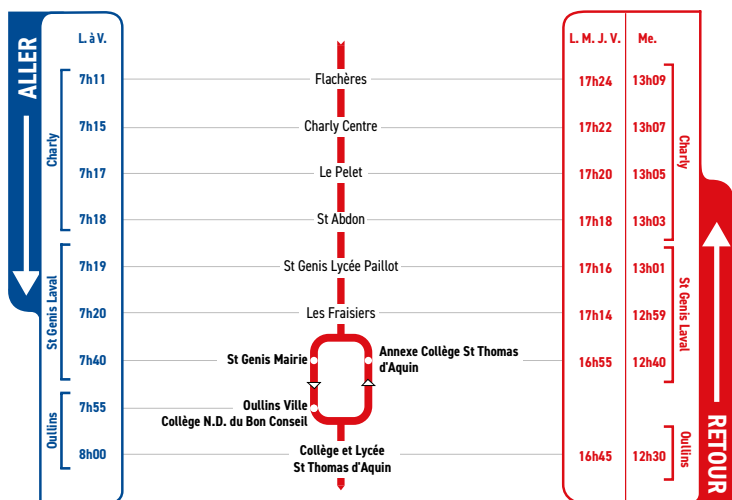 ALLER
L. à V.
L. M. J. V. Me.
7h11 Flachères 17h24 13h09
7h15 Charly Centre 17h22 13h07
7h17 Le Pelet 17h20 13h05
7h18 St Abdon 17h18 13h03
Charly
Charly
7h19 St Genis Lycée Paillot 17h16 13h01
7h20 Les Fraisiers 17h14 12h59
7h40 St Genis Mairie Annexe Collège St Thomas
d'Aquin 16h55 12h40
St Genis Laval
St Genis Laval
7h55 Oullins Ville
Collège N.D. du Bon Conseil
8h00 Collège et Lycée
St Thomas d'Aquin 16h45 12h30
Oullins
Oullins
RETOUR